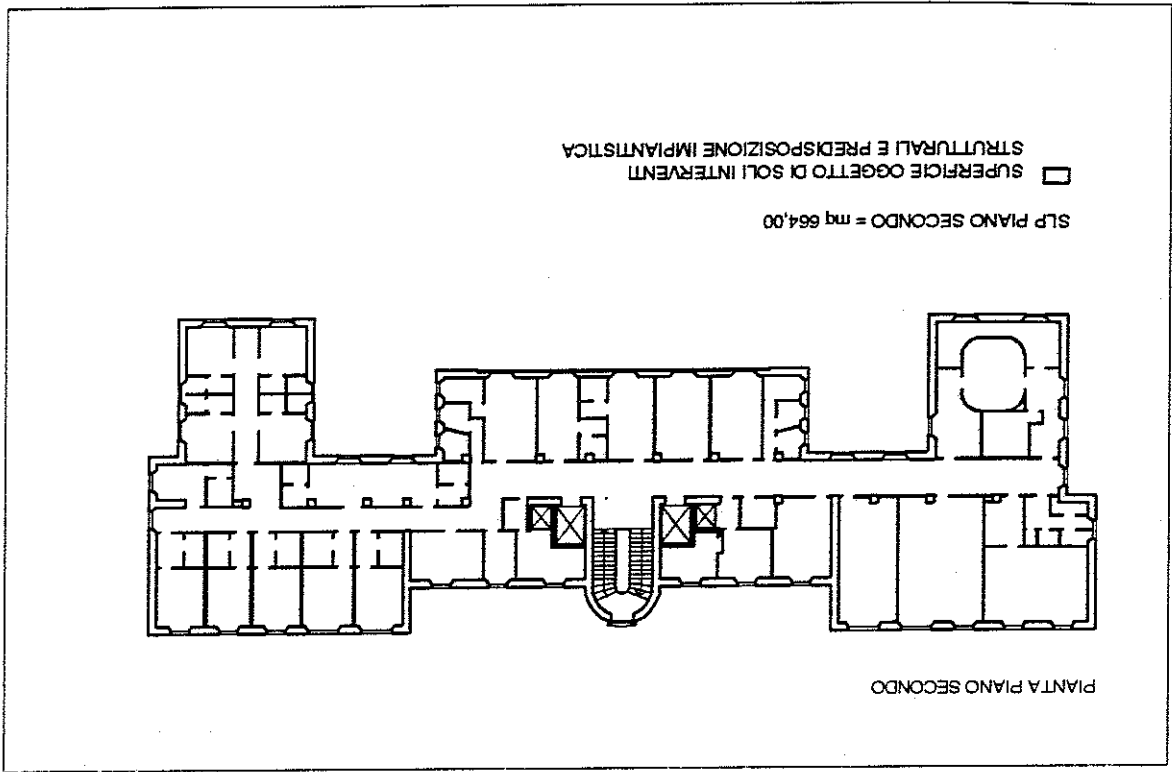 PIANTA PIANO SECONDO
SLP PIANO SECONDO = mq 664,00
SUPERFICIE OGGETTO DI SOLI INTERVENTI
STRUTTURALI E PREDISPOSIZIONE IMPIANTISTICA